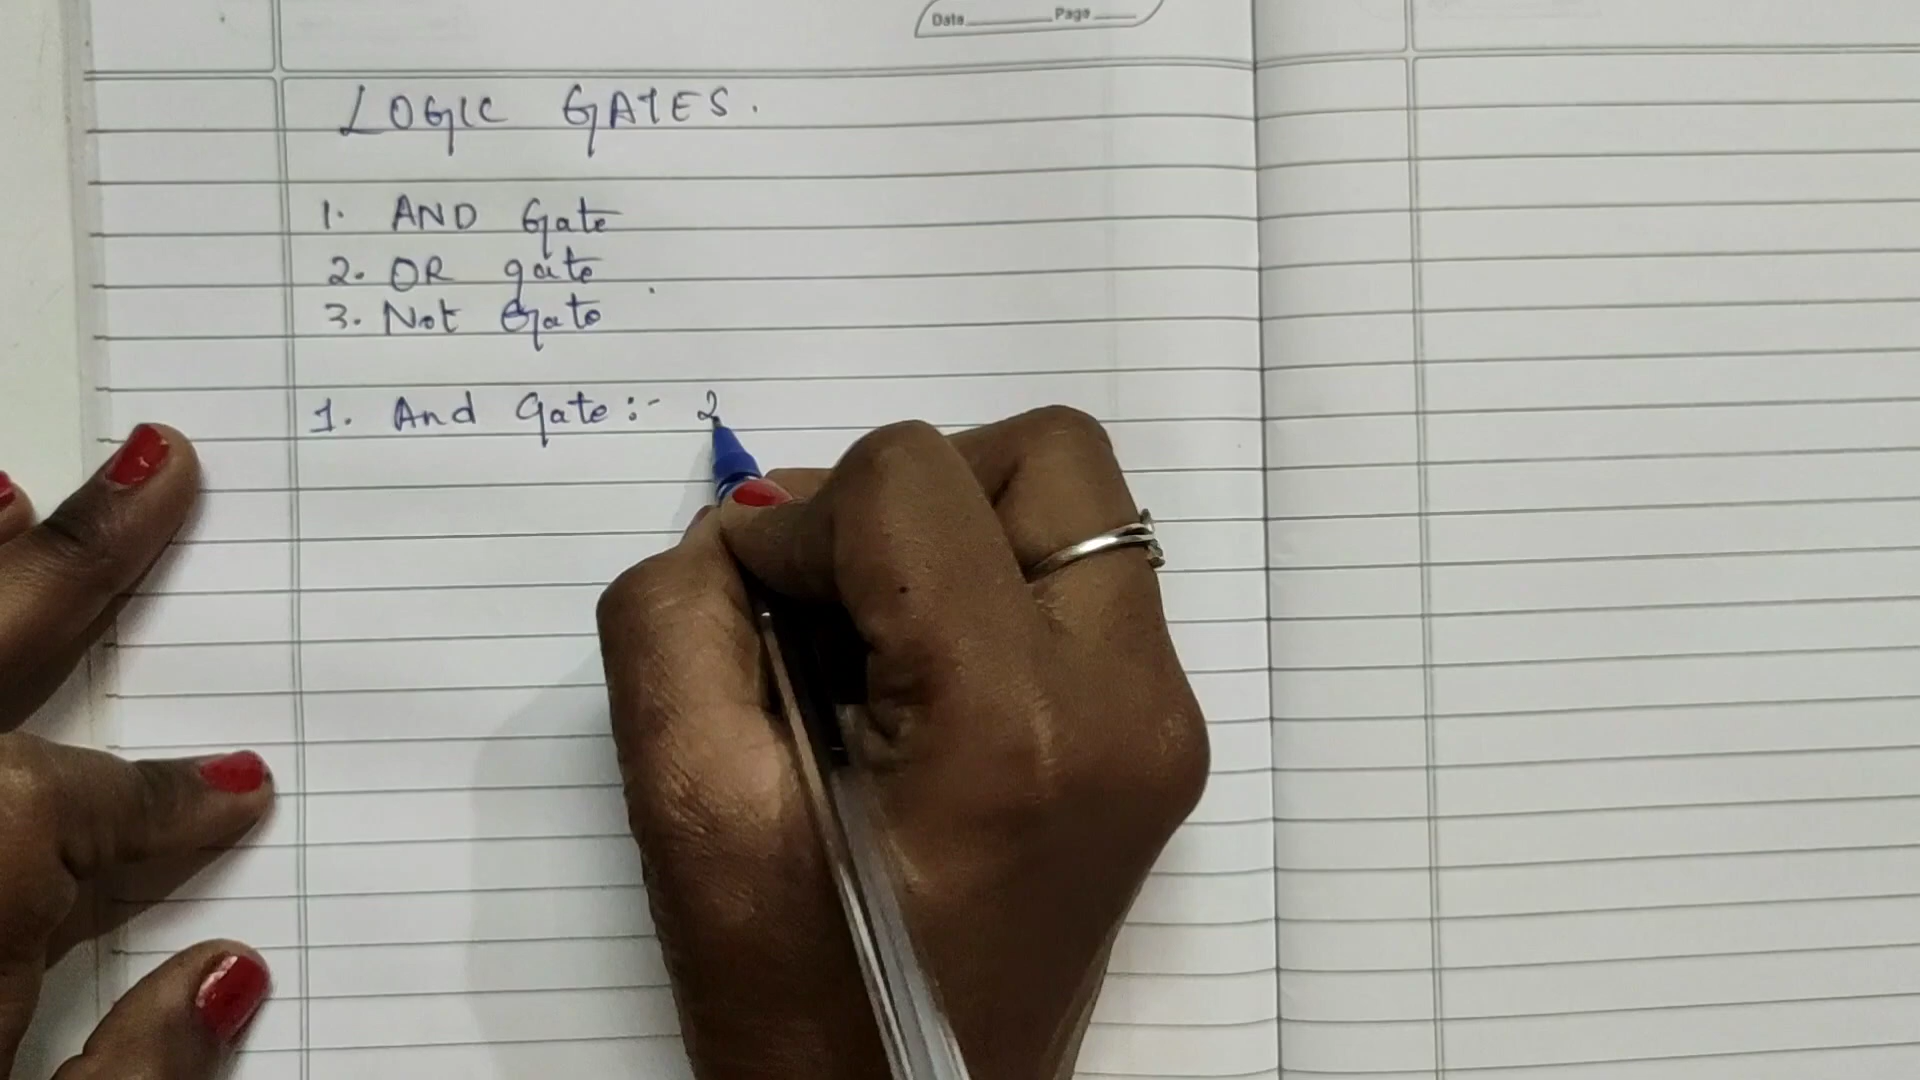 Date Page
LOGIC GATES.
1. AND Gate
2. OR gate
3. Not Gate
1. And Gate :- 2